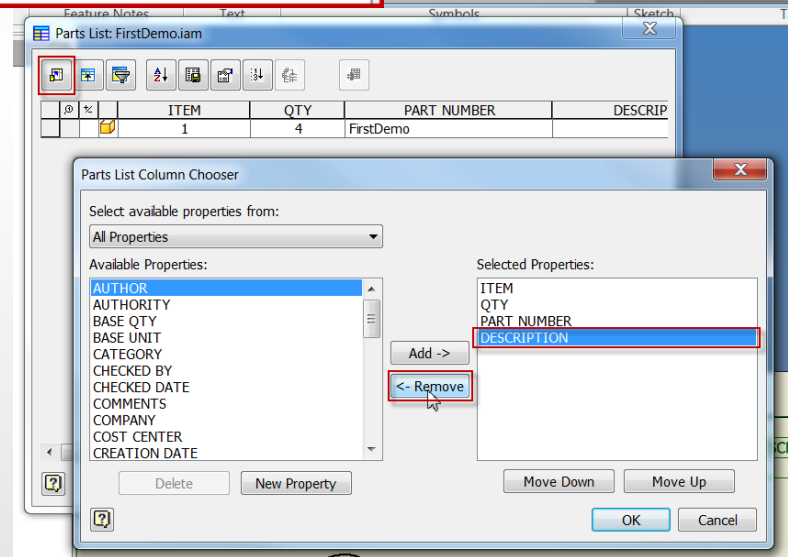 Feature Notes Text Symbols Sketch
Parts List: FirstDemo.iam
ITEM QTY PART NUMBER DESCRIP
1 4 FirstDemo
Parts List Column Chooser
Select available properties from:
All Properties
Available Properties: Selected Properties:
AUTHOR
AUTHORITY
BASE QTY
BASE UNIT
CATEGORY
CHECKED BY
CHECKED DATE
COMMENTS
COMPANY
COST CENTER
CREATION DATE
Add ->
<- Remove
ITEM
QTY
PART NUMBER
DESCRIPTION
Delete New Property Move Down Move Up
OK Cancel